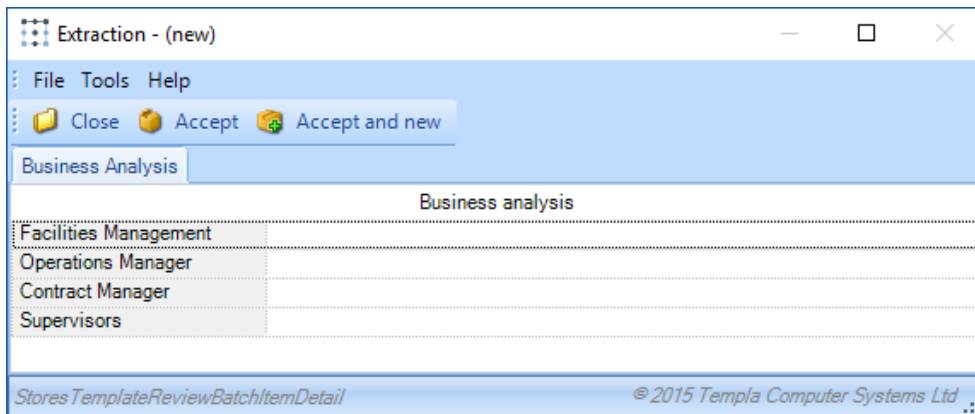 Extraction - (new)
File Tools Help
Close Accept Accept and new
Business Analysis
Business analysis
Facilities Management
Operations Manager
Contract Manager
Supervisors
StoresTemplateReviewBatchItemDetail © 2015 Templa Computer Systems Ltd